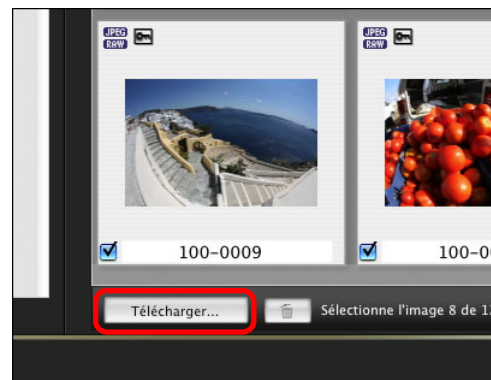 JPEG RAW
JPEG RAW
100-0009
100-0
Télécharger...
Sélectionne l'image 8 de 1